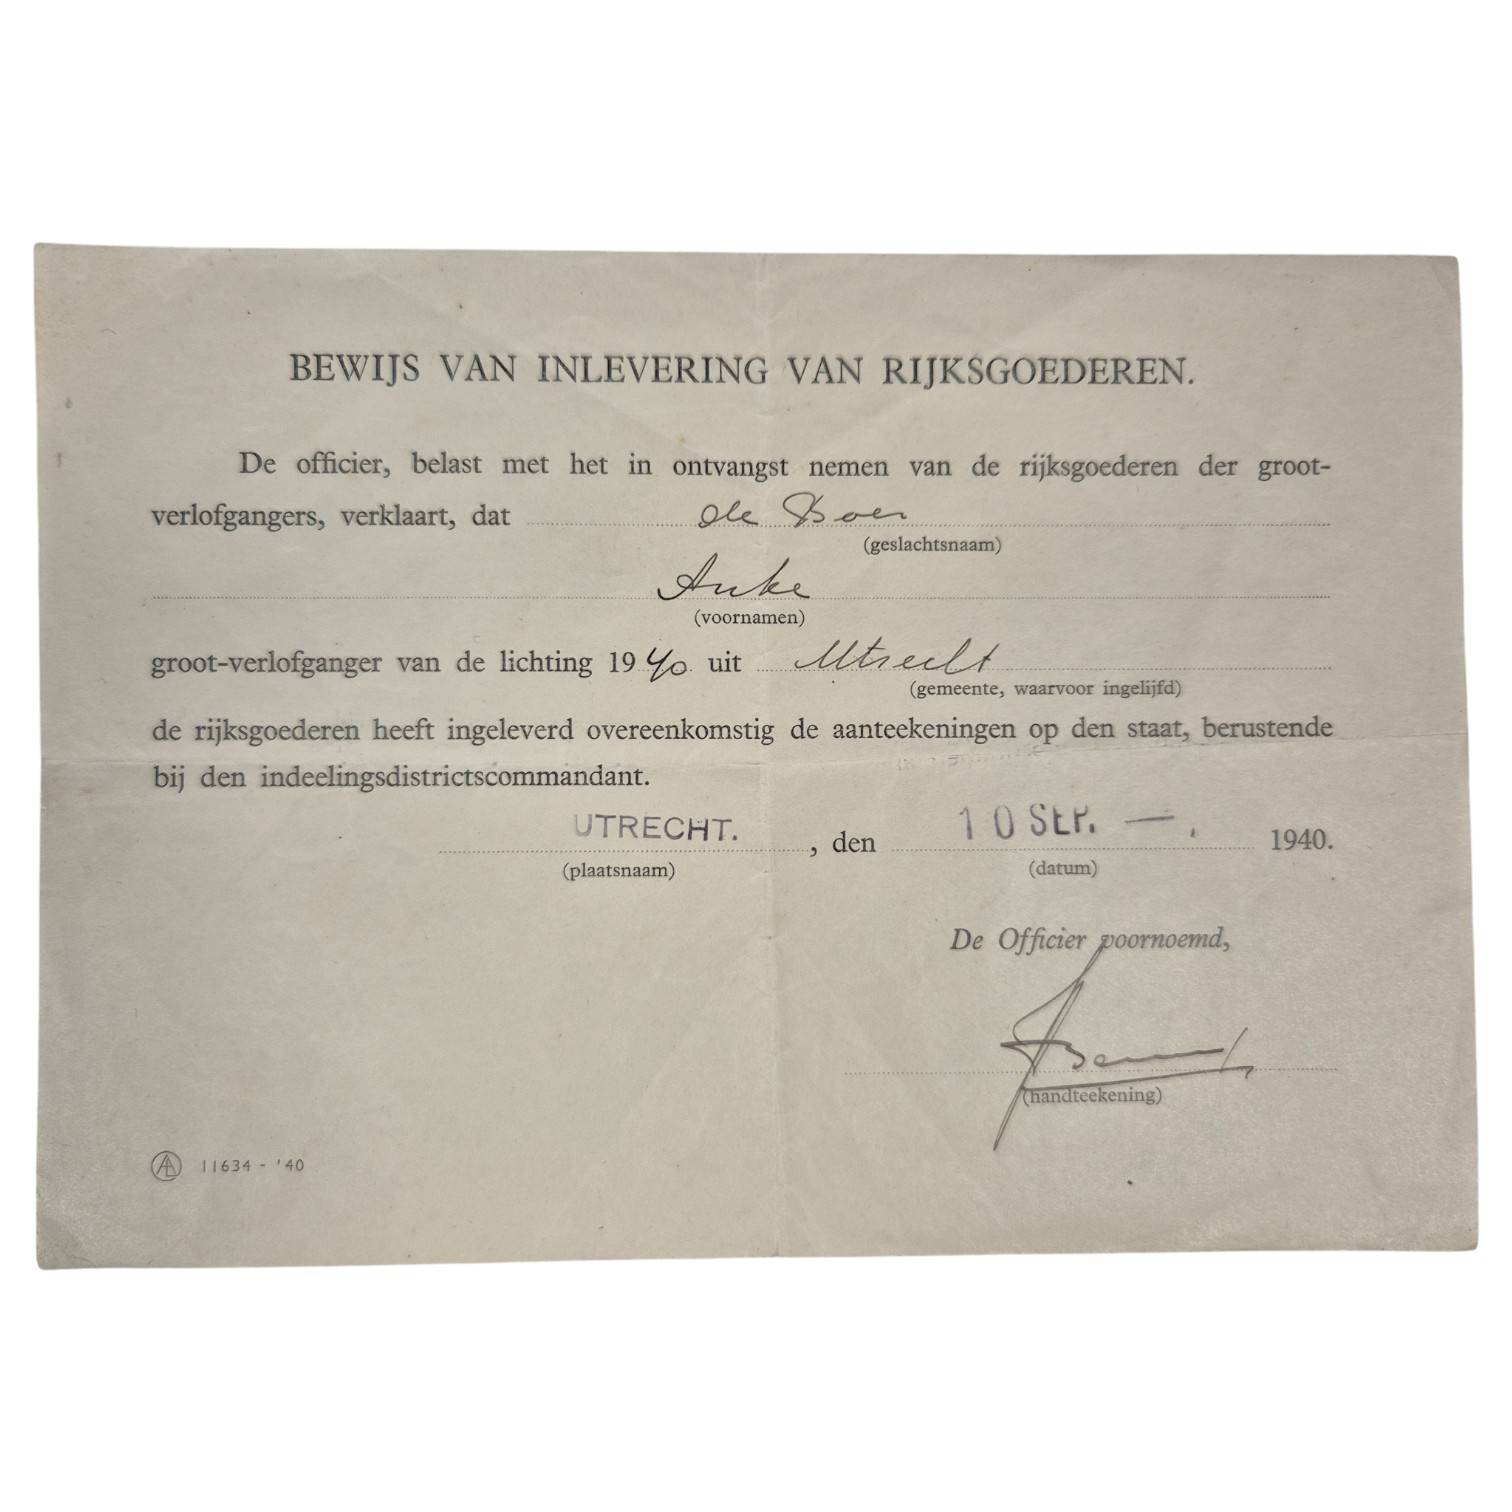 BEWIJS VAN INLEVERING VAN RIJKSGOEDEREN.
De officier, belast met het in ontvangst nemen van de rijksgoederen der groot-
verlofgangers, verklaart, dat de Boer
(geslachtsnaam)
Anke
(voornamen)
groot-verlofganger van de lichting 1940 uit Utrecht
(gemeente, waarvoor ingelijfd)
de rijksgoederen heeft ingeleverd overeenkomstig de aanteekeningen op den staat, berustende
bij den indeelingsdistrictscommandant.
UTRECHT. , den 10 SEP. — . 1940.
(plaatsnaam) (datum)
De Officier voornoemd,
(handteekening)
AL 11634 - '40